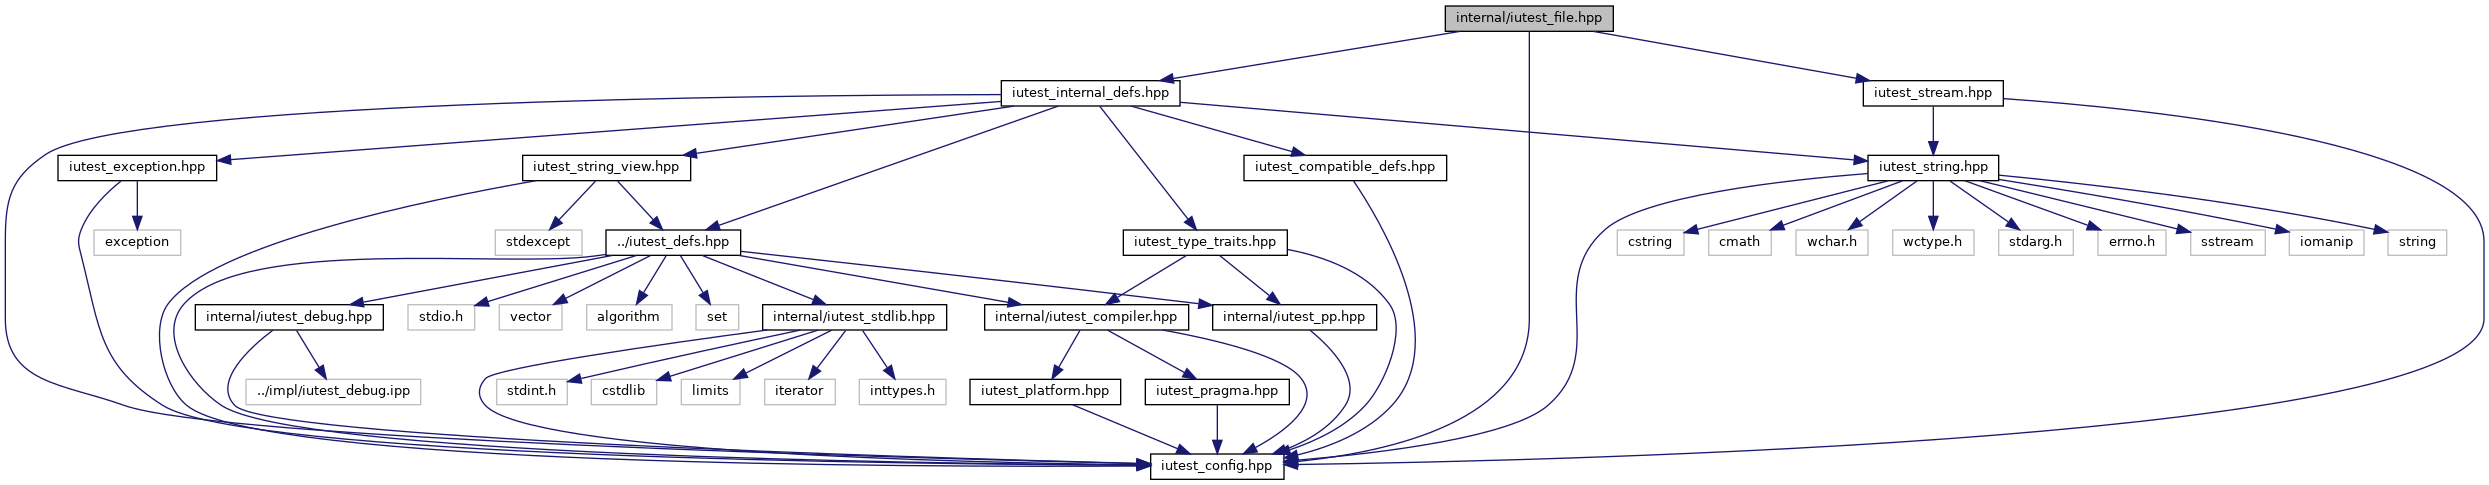 internal/iutest_file.hpp
iutest_internal_defs.hpp
iutest_stream.hpp
iutest_exception.hpp
iutest_string_view.hpp
iutest_compatible_defs.hpp
iutest_string.hpp
exception
stdexcept
../iutest_defs.hpp
iutest_type_traits.hpp
cstring
cmath
wchar.h
wctype.h
stdarg.h
errno.h
sstream
iomanip
string
internal/iutest_debug.hpp
stdio.h
vector
algorithm
set
internal/iutest_stdlib.hpp
internal/iutest_compiler.hpp
internal/iutest_pp.hpp
../impl/iutest_debug.ipp
stdint.h
cstdlib
limits
iterator
inttypes.h
iutest_platform.hpp
iutest_pragma.hpp
iutest_config.hpp